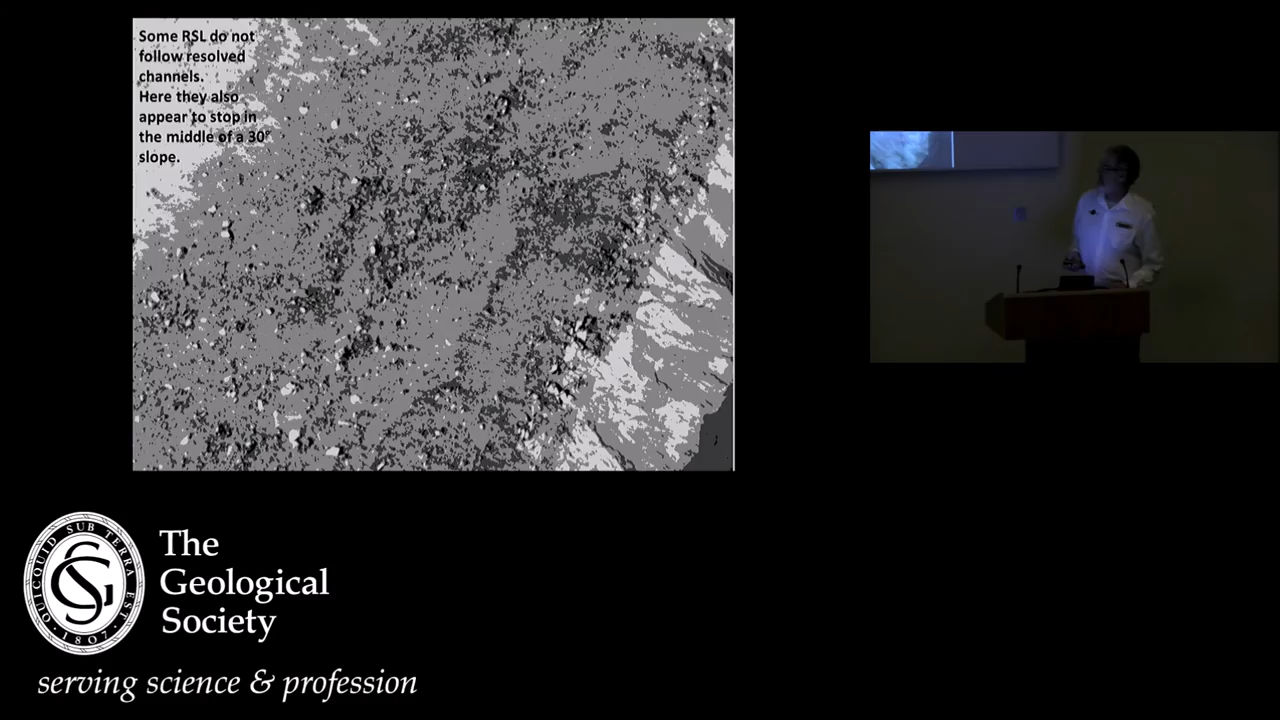 Some RSL do not
follow resolved
channels.
Here they also
appear to stop in
the middle of a 30°
slope.
QUICQUID SUB TERRA EST
1807
The
Geological
Society
serving science & profession